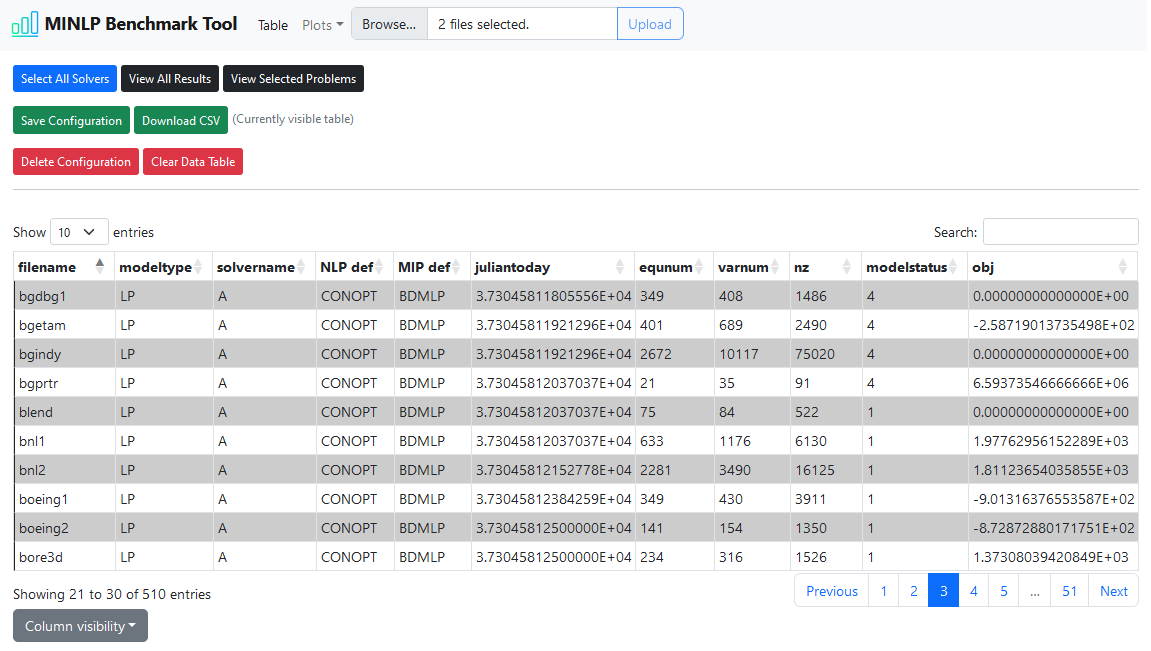 MINLP Benchmark Tool Table Plots Browse... 2 files selected. Upload
Select All Solvers View All Results View Selected Problems
Save Configuration Download CSV (Currently visible table)
Delete Configuration Clear Data Table
Show 10 entries Search:
filename modeltype solvername NLP def MIP def juliantoday equnum varnum nz modelstatus obj
bgdbg1 LP A CONOPT BDMLP 3.73045811805556E+04 349 408 1486 4 0.00000000000000E+00
bgetam LP A CONOPT BDMLP 3.73045811921296E+04 401 689 2490 4 -2.58719013735498E+02
bgindy LP A CONOPT BDMLP 3.73045811921296E+04 2672 10117 75020 4 0.00000000000000E+00
bgprtr LP A CONOPT BDMLP 3.73045812037037E+04 21 35 91 4 6.59373546666666E+06
blend LP A CONOPT BDMLP 3.73045812037037E+04 75 84 522 1 0.00000000000000E+00
bnl1 LP A CONOPT BDMLP 3.73045812037037E+04 633 1176 6130 1 1.97762956152289E+03
bnl2 LP A CONOPT BDMLP 3.73045812152778E+04 2281 3490 16125 1 1.81123654035855E+03
boeing1 LP A CONOPT BDMLP 3.73045812384259E+04 349 430 3911 1 -9.01316376553587E+02
boeing2 LP A CONOPT BDMLP 3.73045812500000E+04 141 154 1350 1 -8.72872880171751E+02
bore3d LP A CONOPT BDMLP 3.73045812500000E+04 234 316 1526 1 1.37308039420849E+03
Showing 21 to 30 of 510 entries Previous 1 2 3 4 5 ... 51 Next
Column visibility